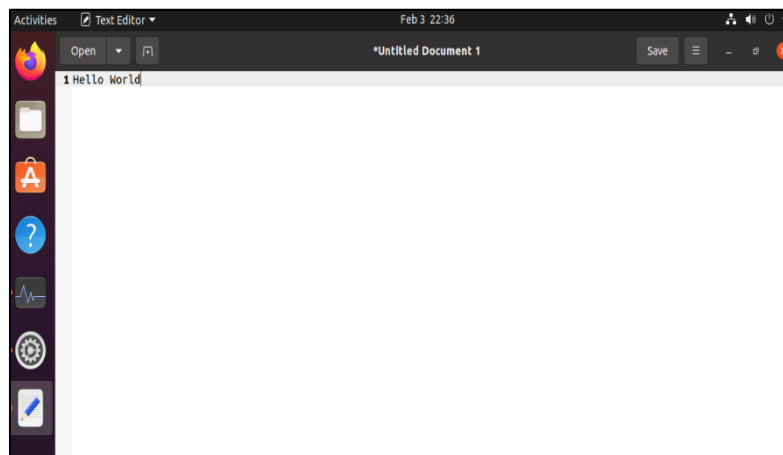 Activities Text Editor Feb 3 22:36
Open *Untitled Document 1 Save
1 Hello World